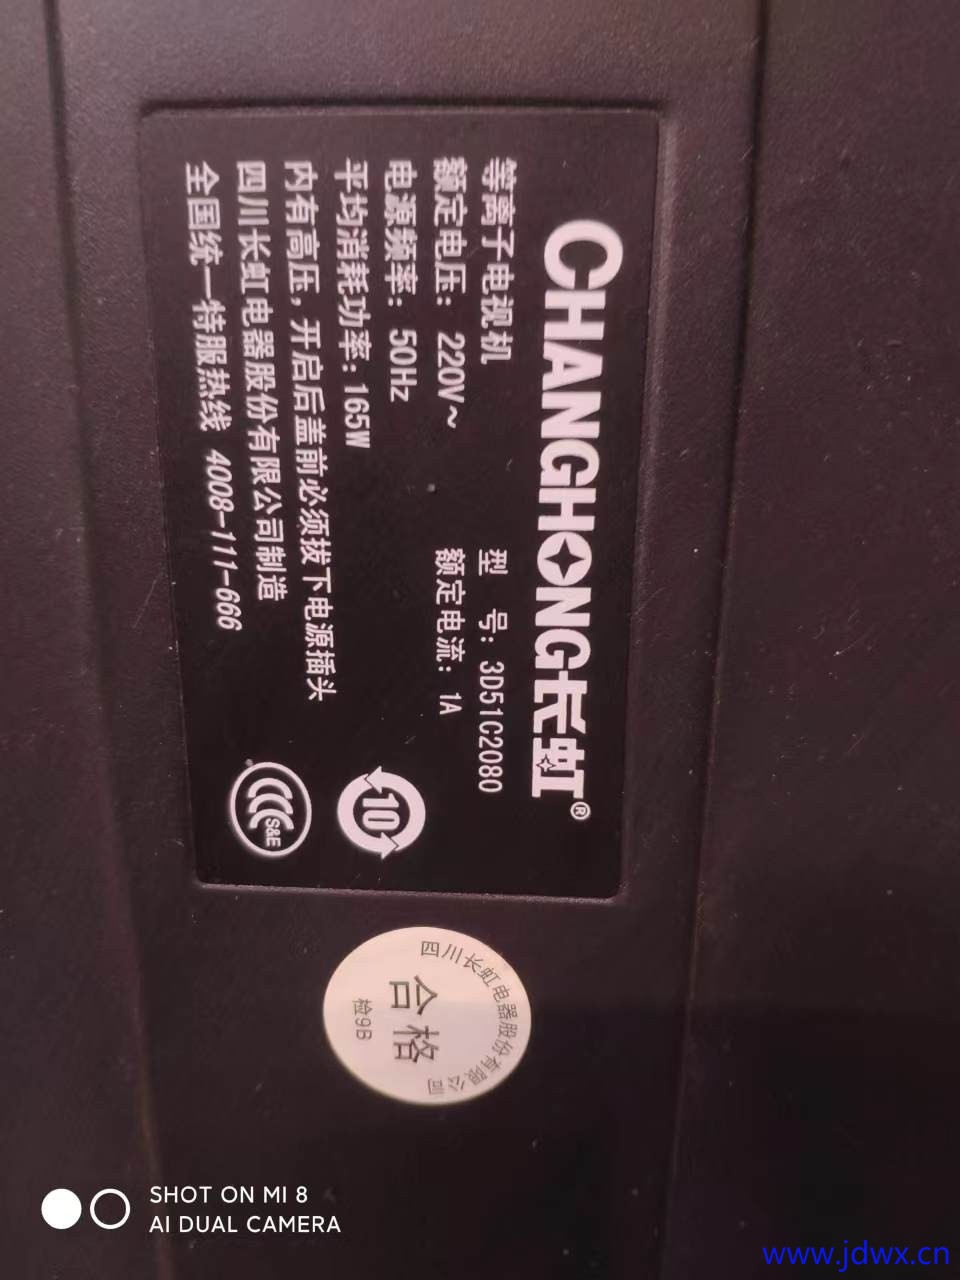 CHANGHONG长虹®
等离子电视机 型 号: 3D51C2080
额定电压: 220V~ 额定电流: 1A
电源频率: 50Hz
平均消耗功率: 165W
内有高压, 开启后盖前必须拔下电源插头
四川长虹电器股份有限公司制造
全国统一特服热线 4008-111-666
10
S&E
四川长虹电器股份有限公司
合格
检9B
SHOT ON MI 8
AI DUAL CAMERA
www.jdwx.cn